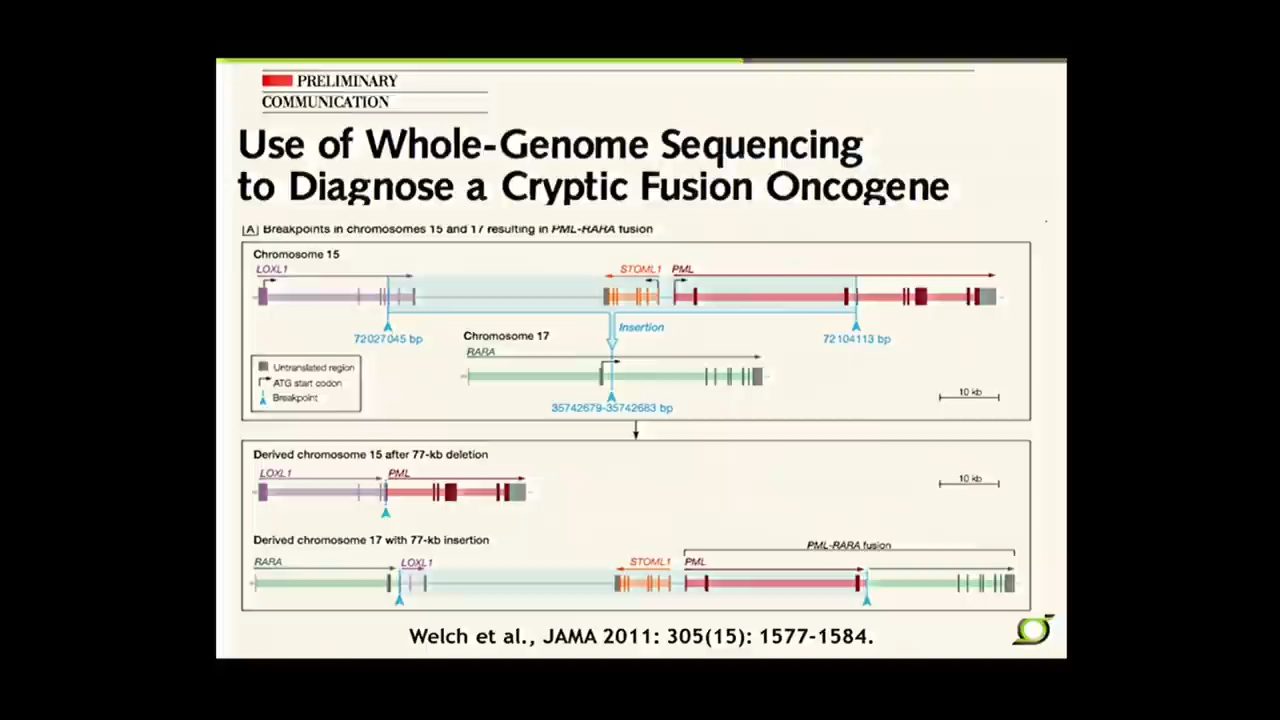 PRELIMINARY
COMMUNICATION
Use of Whole-Genome Sequencing
to Diagnose a Cryptic Fusion Oncogene
A Breakpoints in chromosomes 15 and 17 resulting in PML-RARA fusion
Chromosome 15
LOXL1 STOML1 PML
Insertion
72027045 bp Chromosome 17 72104113 bp
RARA
Untranslated region
ATG start codon
Breakpoint
10 kb
35742679-35742683 bp
Derived chromosome 15 after 77-kb deletion
LOXL1 PML
10 kb
Derived chromosome 17 with 77-kb insertion
PML-RARA fusion
RARA LOXL1 STOML1 PML
Welch et al., JAMA 2011: 305(15): 1577-1584.